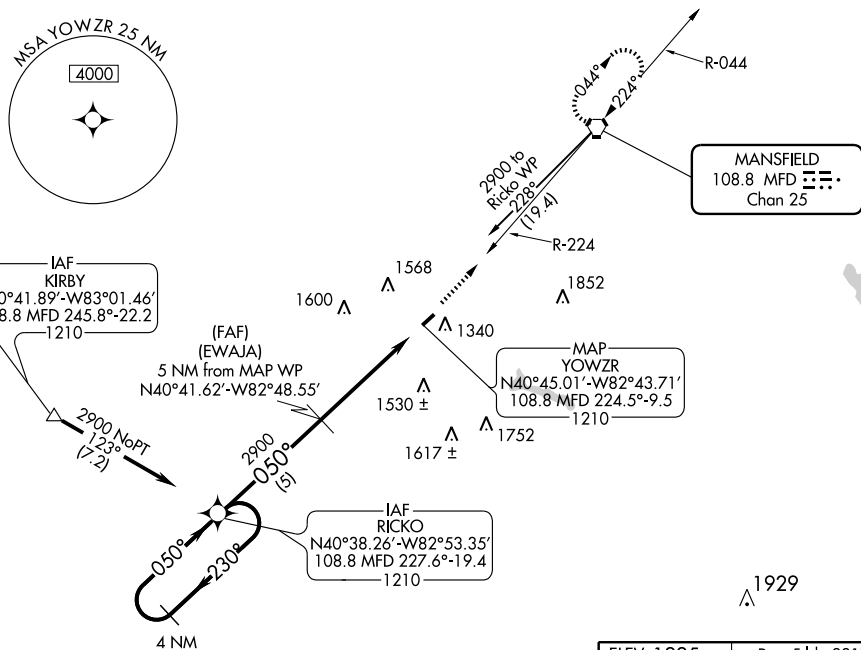 MSA YOWZR 25 NM
4000
R-044
044°
224°
MANSFIELD
108.8 MFD
Chan 25
2900 to
Ricko WP
228°
(19.4)
R-224
IAF
KIRBY
0°41.89′-W83°01.46′
8.8 MFD 245.8°-22.2
1210
1568
1600
1852
1340
(FAF)
(EWAJA)
5 NM from MAP WP
N40°41.62′-W82°48.55′
MAP
YOWZR
N40°45.01′-W82°43.71′
108.8 MFD 224.5°-9.5
1210
1530 ±
1752
1617 ±
2900 NoPT
123°
(7.2)
2900
050°
(5)
IAF
RICKO
N40°38.26′-W82°53.35′
108.8 MFD 227.6°-19.4
1210
050°
230°
4 NM
1929